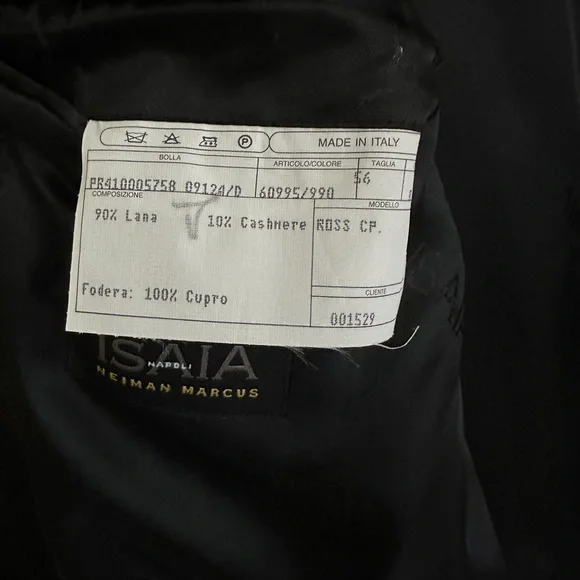 P MADE IN ITALY
BOLLA ARTICOLO/COLORE TAGLIA
PR410005758 09124/D 60995/990 56
COMPOSIZIONE MODELLO
90% Lana 10% Cashmere ROSS CP.
Fodera: 100% Cupro
CLIENTE
001529
ISAIA
NAPOLI
NEIMAN MARCUS